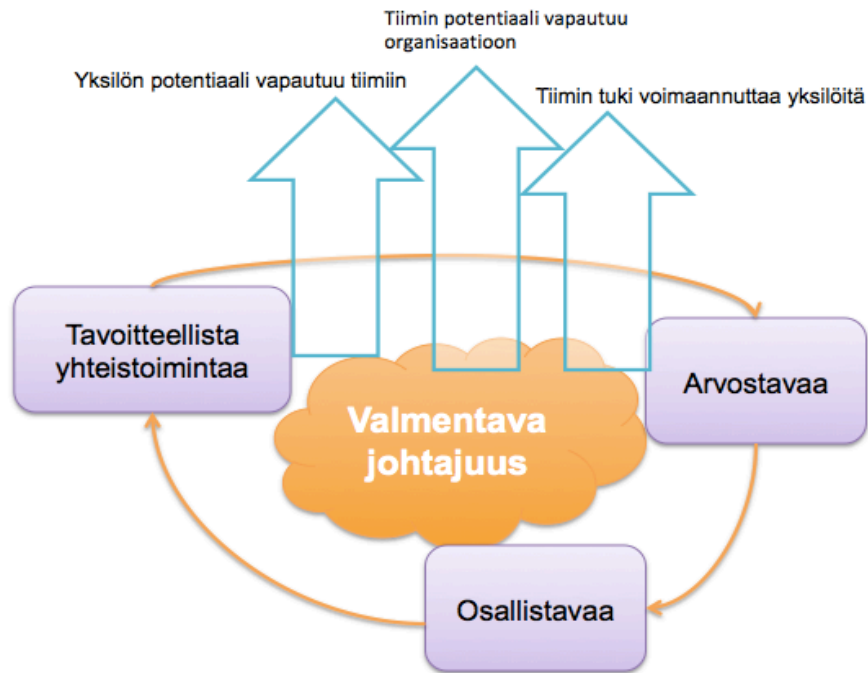 Tiimin potentiaali vapautuu
organisaatioon
Yksilön potentiaali vapautuu tiimiin
Tiimin tuki voimaannuttaa yksilöitä
Tavoitteellista
yhteistoimintaa
Arvostavaa
Valmentava
johtajuus
Osallistavaa